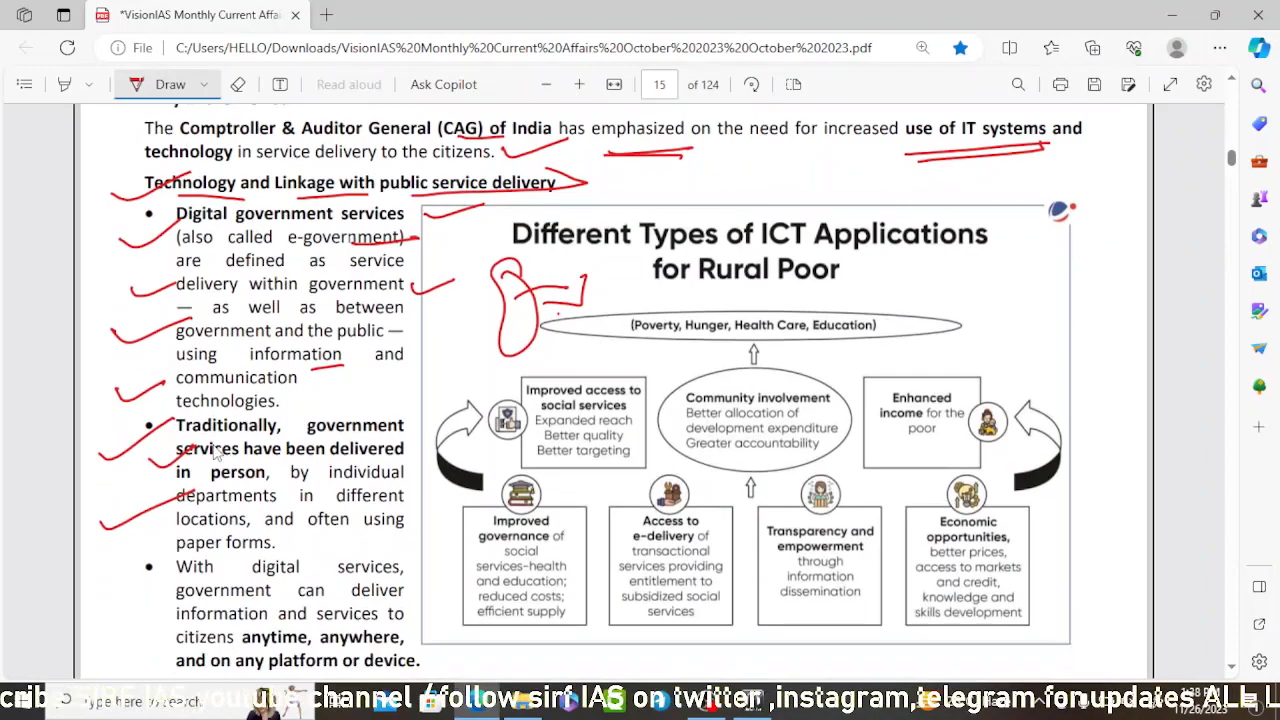 *VisionIAS Monthly Current Affai
File
C:/Users/HELLO/Downloads/VisionIAS%20Monthly%20Current%20Affairs%20October%202023%20October%202023.pdf
Draw
Read aloud
Ask Copilot
15
of 124
The Comptroller & Auditor General (CAG) of India has emphasized on the need for increased use of IT systems and
technology in service delivery to the citizens.
Technology and Linkage with public service delivery
• Digital government services
(also called e-government)
are defined as service
delivery within government
— as well as between
government and the public —
using information and
communication
technologies.
• Traditionally, government
services have been delivered
in person, by individual
departments in different
locations, and often using
paper forms.
• With digital services,
government can deliver
information and services to
citizens anytime, anywhere,
and on any platform or device.
Different Types of ICT Applications
for Rural Poor
(Poverty, Hunger, Health Care, Education)
Improved access to
social services
Expanded reach
Better quality
Better targeting
Community involvement
Better allocation of
development expenditure
Greater accountability
Enhanced
income for the
poor
Improved
governance of
social
services-health
and education;
reduced costs;
efficient supply
Access to
e-delivery of
transactional
services providing
entitlement to
subsidized social
services
Transparency and
empowerment
through
information
dissemination
Economic
opportunities,
better prices,
access to markets
and credit,
knowledge and
skills development
cribe SIRF IAS youtube channel /follow sirf IAS on twitter ,instagram,telegram for updates
11/26/2023